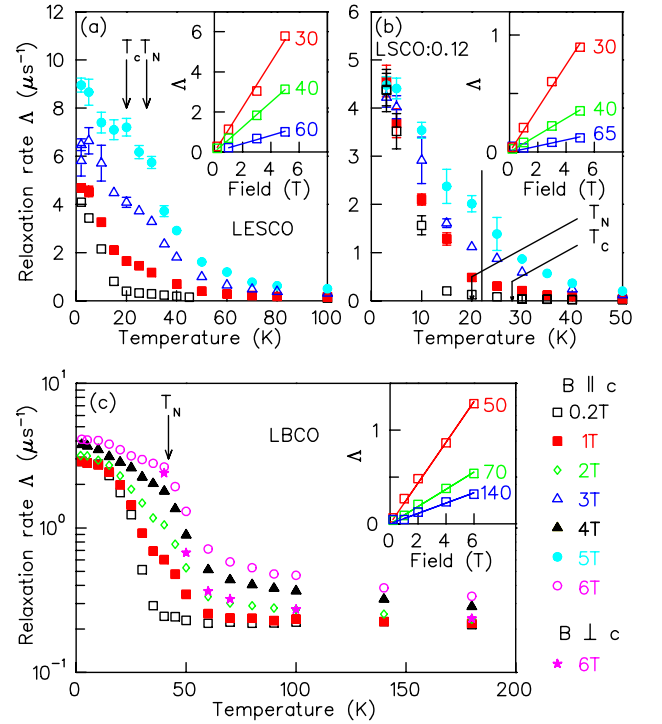 (a)
T_c T_N
LESCO
Relaxation rate Λ (μs⁻¹)
12
10
8
6
4
2
0
0 20 40 60 80 100
Temperature (K)
6
4
2
0
Λ
30
40
60
0 2 4 6
Field (T)
(b)
LSCO:0.12
10
8
6
4
2
0
0 10 20 30 40 50
Temperature (K)
T_N
T_c
1
0
Λ
30
40
65
0 2 4 6
Field (T)
(c)
T_N
LBCO
Relaxation rate Λ (μs⁻¹)
10¹
10⁰
10⁻¹
0 50 100 150 200
Temperature (K)
1
0
Λ
50
70
140
0 2 4 6
Field (T)
B ∥ c
0.2T
1T
2T
3T
4T
5T
6T
B ⊥ c
6T